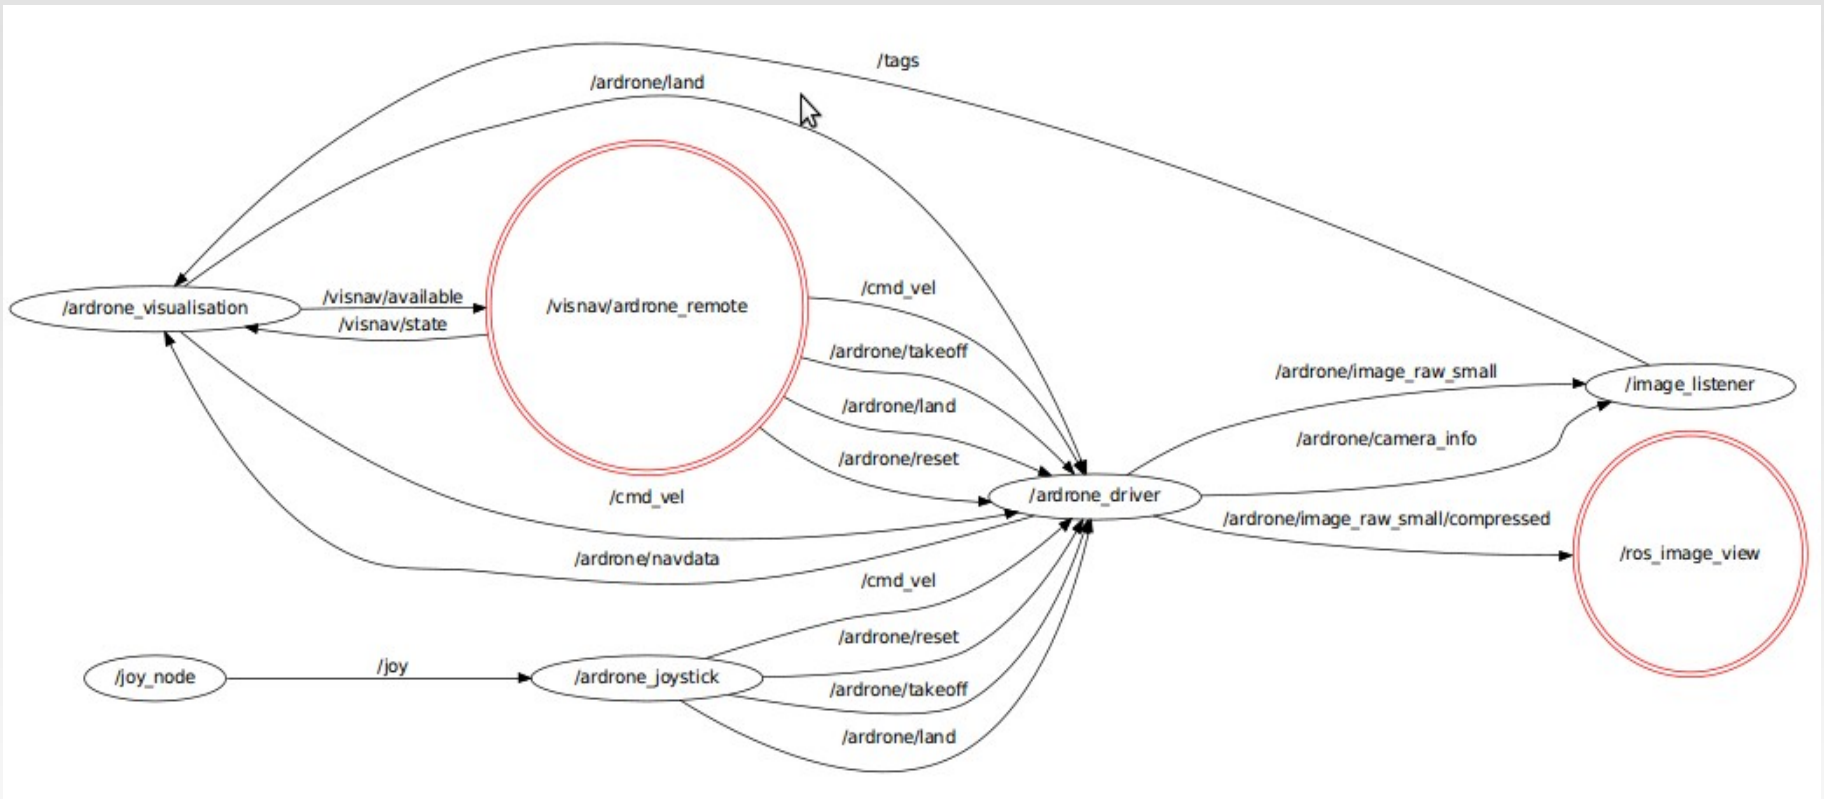 /tags
/ardrone/land
/cmd_vel
/visnav/available
/ardrone_visualisation
/visnav/ardrone_remote
/visnav/state
/ardrone/takeoff
/ardrone/image_raw_small
/image_listener
/ardrone/land
/ardrone/camera_info
/ardrone/reset
/cmd_vel
/ardrone_driver
/ardrone/image_raw_small/compressed
/ros_image_view
/ardrone/navdata
/cmd_vel
/ardrone/reset
/joy
/joy_node
/ardrone_joystick
/ardrone/takeoff
/ardrone/land